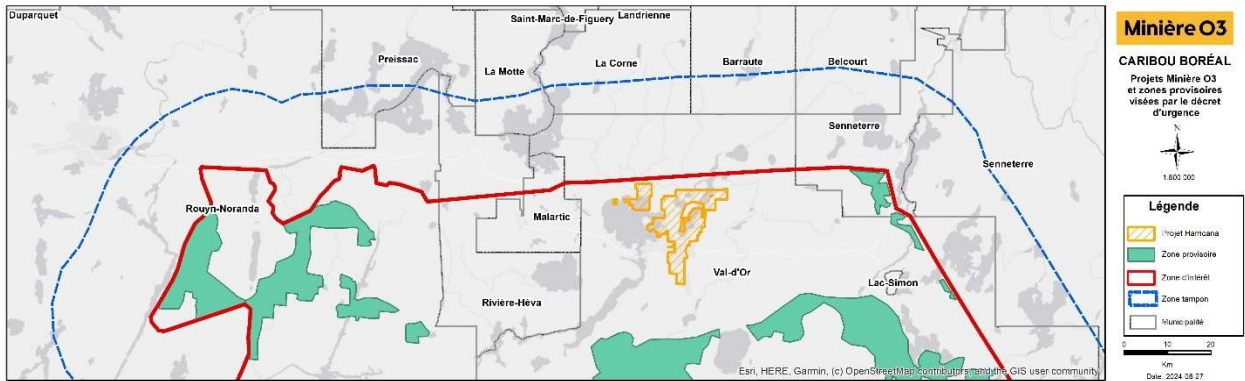 Duparquet
Saint-Marc-de-Figuery
Landrienne
Preissac
La Motte
La Corne
Barraute
Belcourt
Senneterre
Senneterre
Rouyn-Noranda
Malartic
Val-d'Or
Lac-Simon
Rivière-Héva
Esri, HERE, Garmin, (c) OpenStreetMap contributors, and the GIS user community
Minière O3
CARIBOU BORÉAL
Projets Minière O3
et zones provisoires
visées par le décret
d'urgence
N
1:600 000
Légende
Projet Horizon
Zone provisoire
Zone d'intérêt
Zone tampon
Municipalité
0 10 20
Km
Date: 2024-08-27